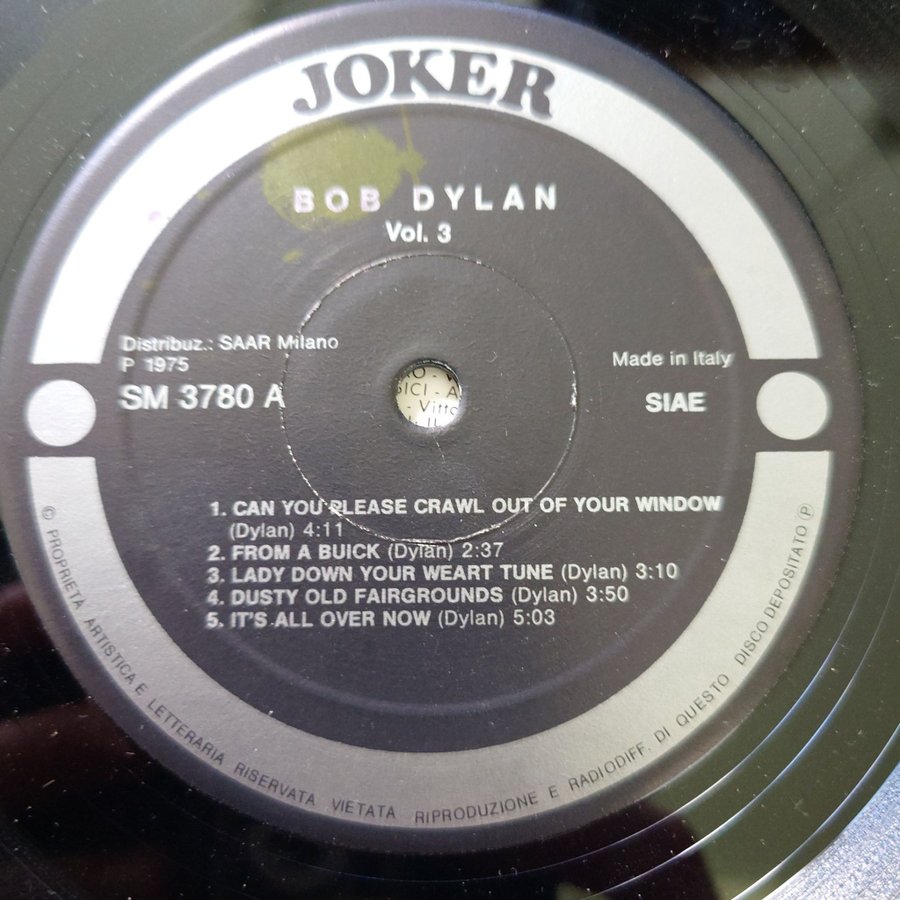 JOKER
BOB DYLAN
Vol. 3
Distribuz.: SAAR Milano
P 1975
SM 3780 A
Made in Italy
SIAE
1. CAN YOU PLEASE CRAWL OUT OF YOUR WINDOW
(Dylan) 4:11
2. FROM A BUICK (Dylan) 2:37
3. LADY DOWN YOUR WEART TUNE (Dylan) 3:10
4. DUSTY OLD FAIRGROUNDS (Dylan) 3:50
5. IT'S ALL OVER NOW (Dylan) 5:03
© PROPRIETA ARTISTICA E LETTERARIA RISERVATA VIETATA RIPRODUZIONE E RADIODIFF. DI QUESTO DISCO DEPOSITATO Ⓟ